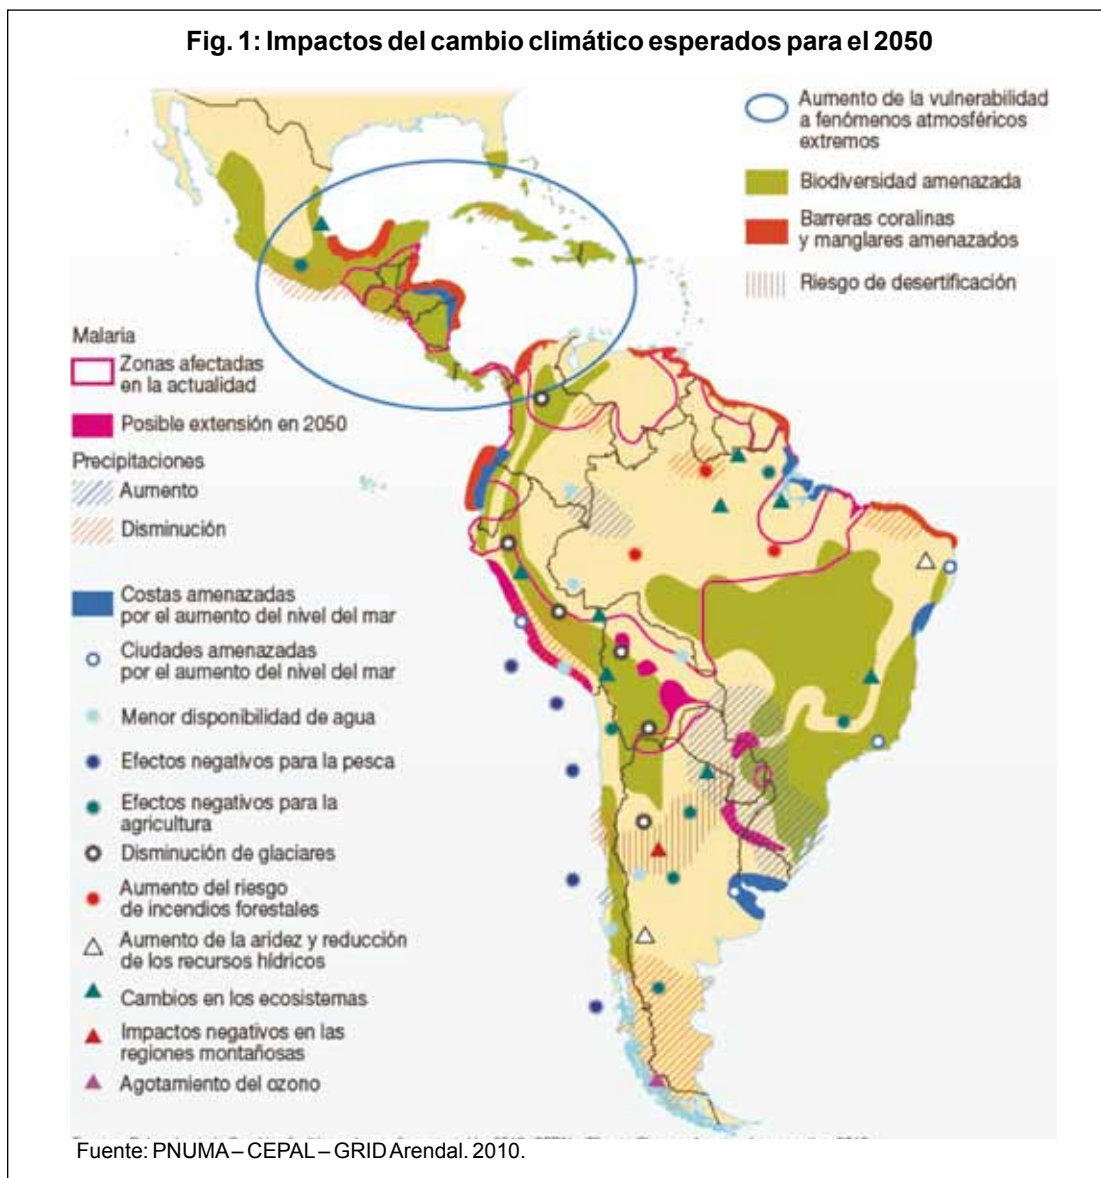 Fig. 1: Impactos del cambio climático esperados para el 2050
Aumento de la vulnerabilidad
a fenómenos atmosféricos
extremos
Biodiversidad amenazada
Barreras coralinas
y manglares amenazados
Riesgo de desertificación
Malaria
Zonas afectadas
en la actualidad
Posible extensión en 2050
Precipitaciones
Aumento
Disminución
Costas amenazadas
por el aumento del nivel del mar
Ciudades amenazadas
por el aumento del nivel del mar
Menor disponibilidad de agua
Efectos negativos para la pesca
Efectos negativos para la
agricultura
Disminución de glaciares
Aumento del riesgo
de incendios forestales
Aumento de la aridez y reducción
de los recursos hídricos
Cambios en los ecosistemas
Impactos negativos en las
regiones montañosas
Agotamiento del ozono
Fuente: PNUMA – CEPAL – GRID Arendal. 2010.